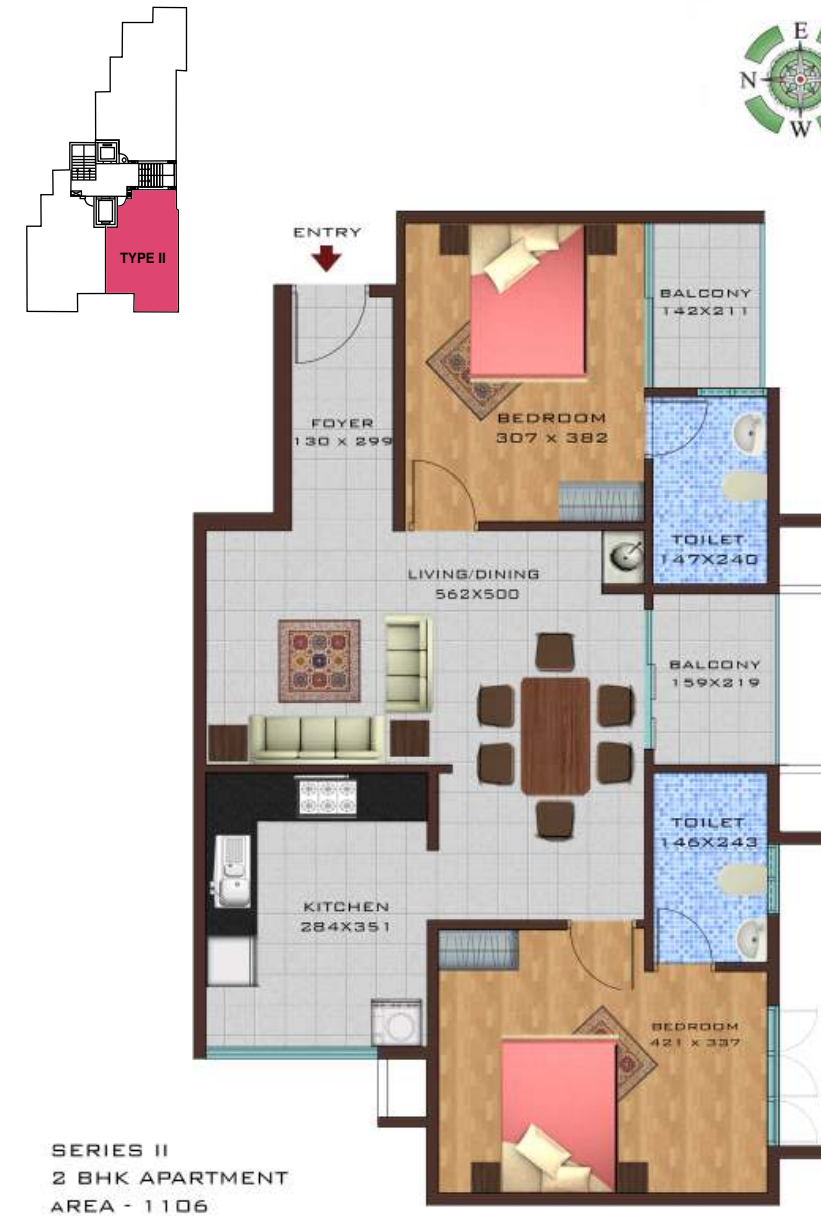 E
N
W
TYPE II
ENTRY
BALCONY
142X211
FOYER
130 x 299
BEDROOM
307 x 382
TOILET
147X240
LIVING/DINING
562X500
BALCONY
159X219
TOILET
146X243
KITCHEN
284X351
BEDROOM
421 x 337
SERIES II
2 BHK APARTMENT
AREA - 1106